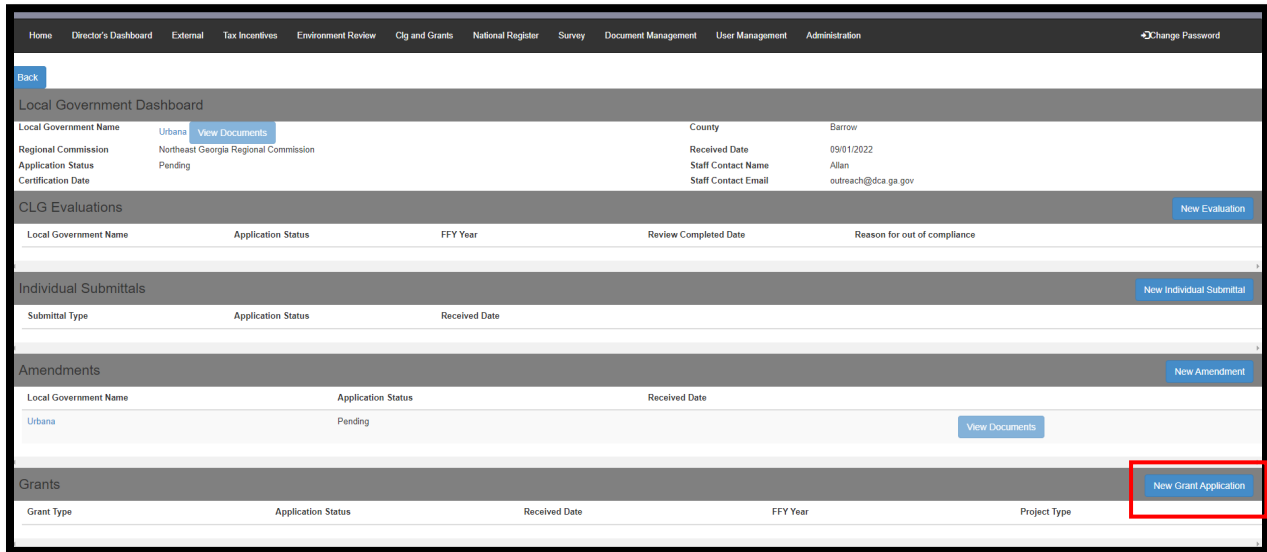 Home Director's Dashboard External Tax Incentives Environment Review Clg and Grants National Register Survey Document Management User Management Administration Change Password
Back
Local Government Dashboard
Local Government Name Urbana View Documents County Barrow
Regional Commission Northeast Georgia Regional Commission Received Date 09/01/2022
Application Status Pending Staff Contact Name Allan
Certification Date Staff Contact Email outreach@dca.ga.gov
CLG Evaluations New Evaluation
Local Government Name Application Status FFY Year Review Completed Date Reason for out of compliance
Individual Submittals New Individual Submittal
Submittal Type Application Status Received Date
Amendments New Amendment
Local Government Name Application Status Received Date
Urbana Pending View Documents
Grants New Grant Application
Grant Type Application Status Received Date FFY Year Project Type